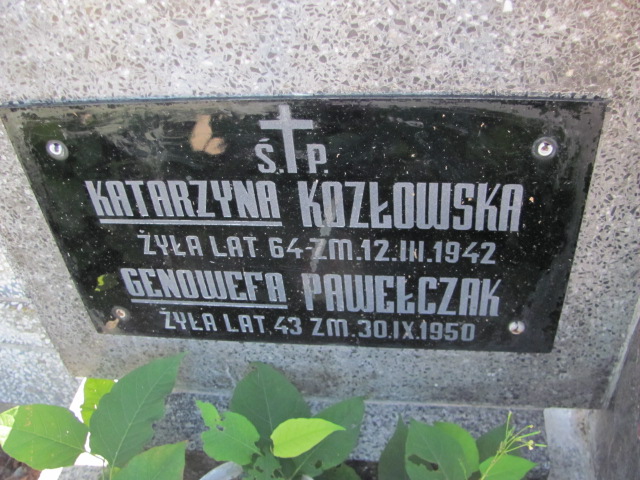 Ś. P.
KATARZYNA KOZŁOWSKA
ŻYŁA LAT 64-ZM.12.III.1942
GENOWEFA PAWEŁCZAK
ŻYŁA LAT 43 ZM.30.IX.1950